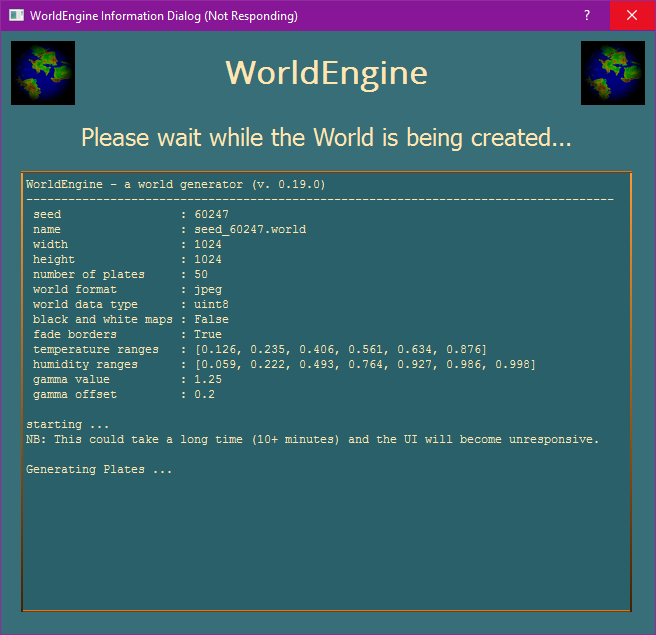 WorldEngine Information Dialog (Not Responding)
WorldEngine
Please wait while the World is being created...
WorldEngine - a world generator (v. 0.19.0)
------------------------------------------------------------------------------------
seed : 60247
name : seed_60247.world
width : 1024
height : 1024
number of plates : 50
world format : jpeg
world data type : uint8
black and white maps : False
fade borders : True
temperature ranges : [0.126, 0.235, 0.406, 0.561, 0.634, 0.876]
humidity ranges : [0.059, 0.222, 0.493, 0.764, 0.927, 0.986, 0.998]
gamma value : 1.25
gamma offset : 0.2
starting ...
NB: This could take a long time (10+ minutes) and the UI will become unresponsive.
Generating Plates ...